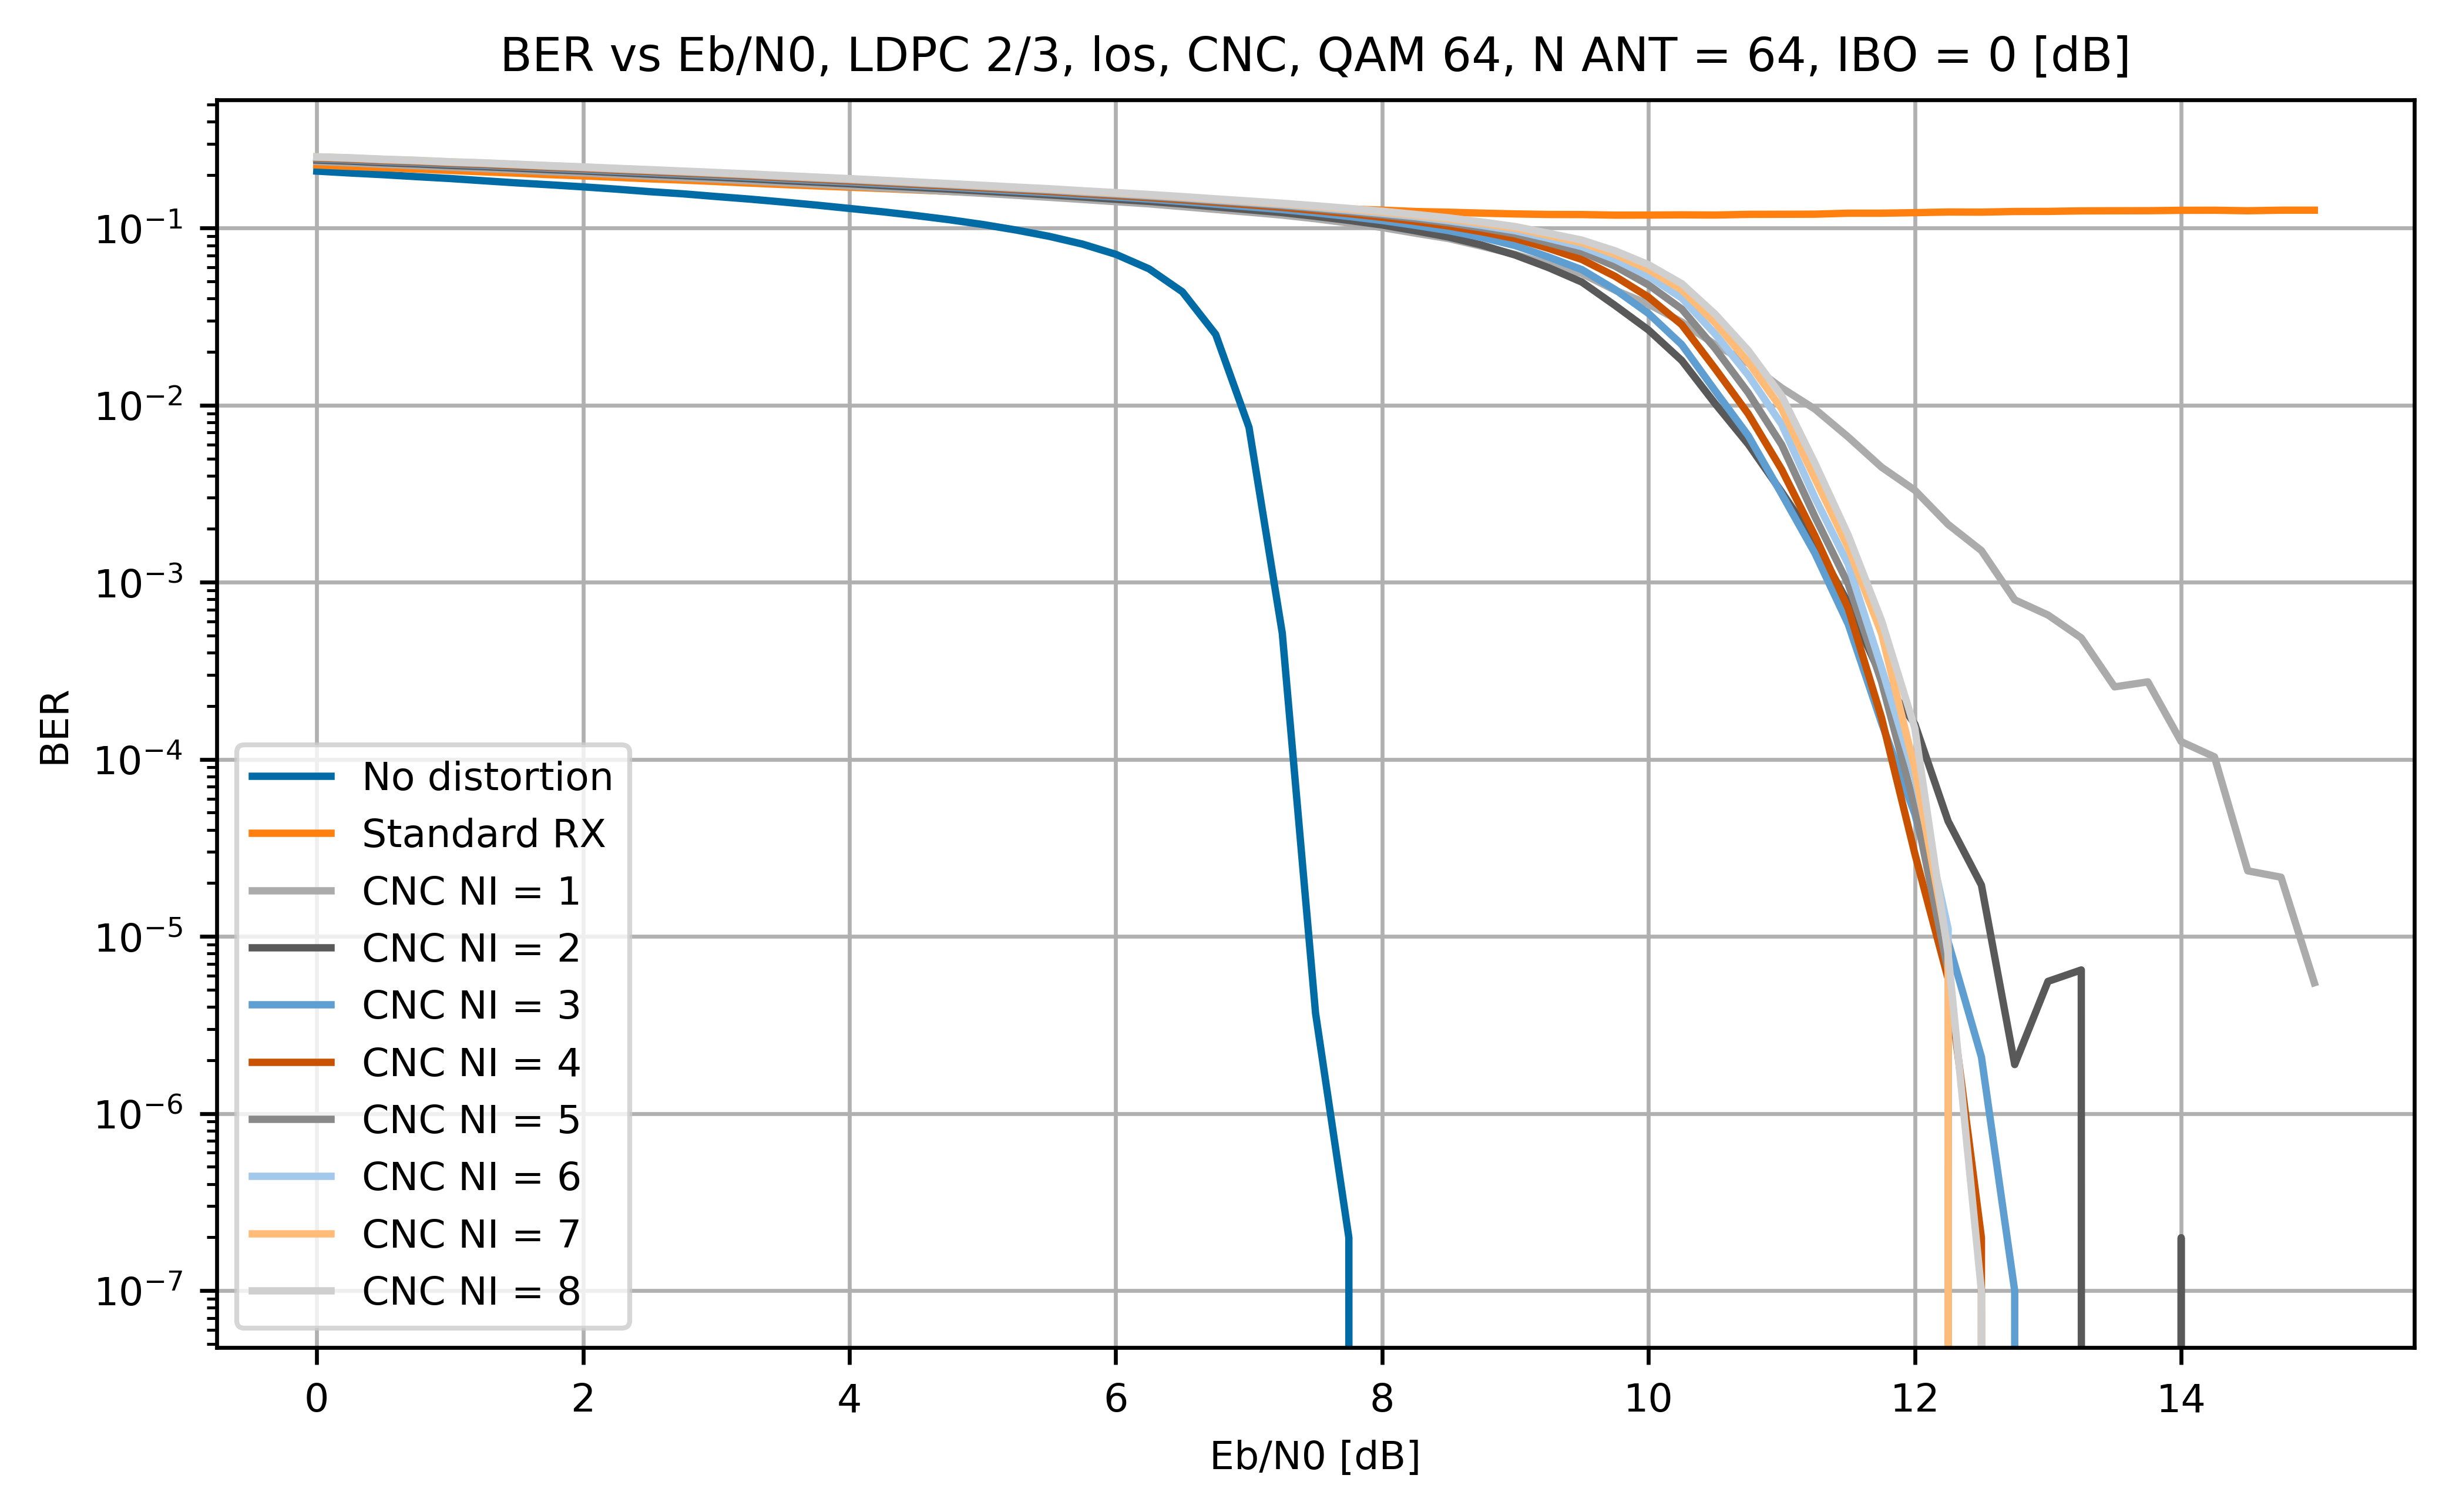 BER vs Eb/N0, LDPC 2/3, los, CNC, QAM 64, N ANT = 64, IBO = 0 [dB]
BER
10⁻¹
10⁻²
10⁻³
10⁻⁴
10⁻⁵
10⁻⁶
10⁻⁷
No distortion
Standard RX
CNC NI = 1
CNC NI = 2
CNC NI = 3
CNC NI = 4
CNC NI = 5
CNC NI = 6
CNC NI = 7
CNC NI = 8
0 2 4 6 8 10 12 14
Eb/N0 [dB]